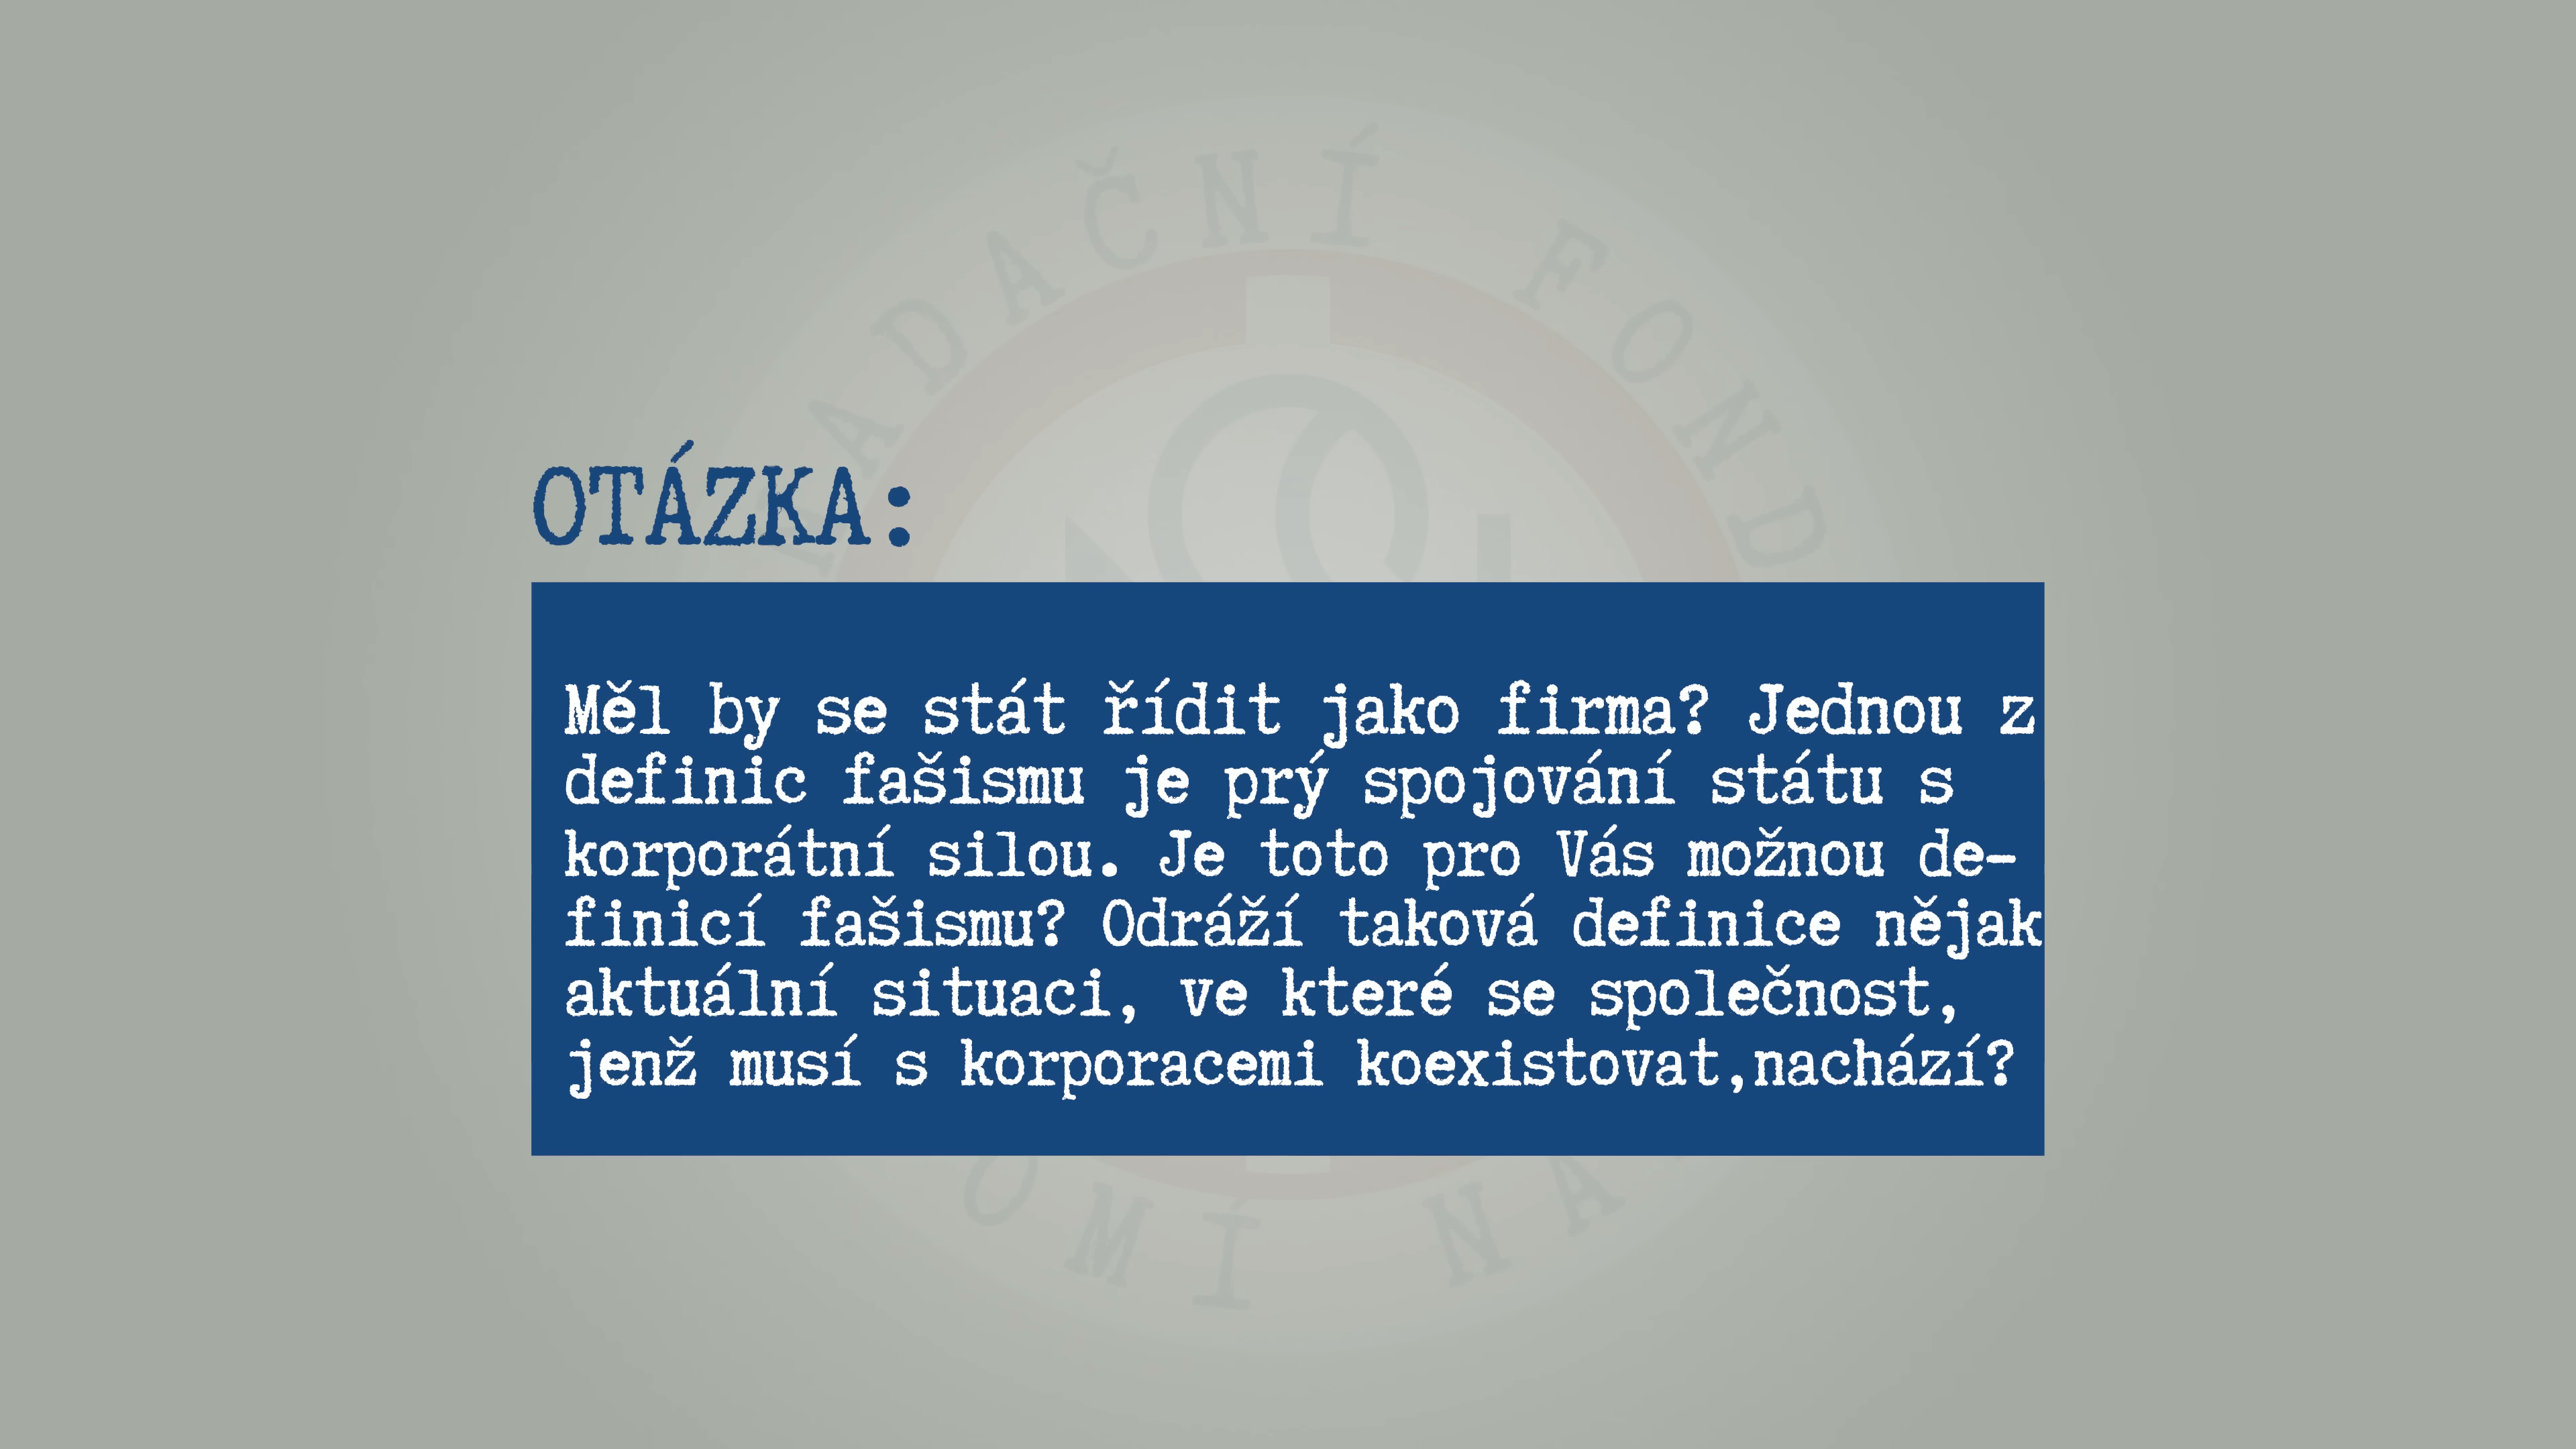 NADAČNÍ FOND
OTÁZKA:
Měl by se stát řídit jako firma? Jednou z
definic fašismu je prý spojování státu s
korporátní silou. Je toto pro Vás možnou de-
finicí fašismu? Odráží taková definice nějak
aktuální situaci, ve které se společnost,
jenž musí s korporacemi koexistovat,nachází?